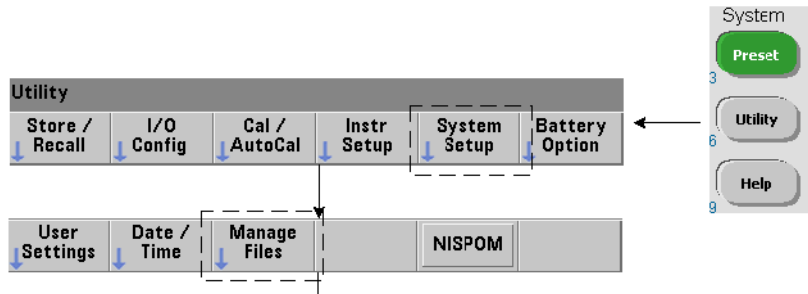 System
Preset
3
Utility
Store / Recall
I/O Config
Cal / AutoCal
Instr Setup
System Setup
Battery Option
Utility
6
Help
9
User Settings
Date / Time
Manage Files
NISPOM